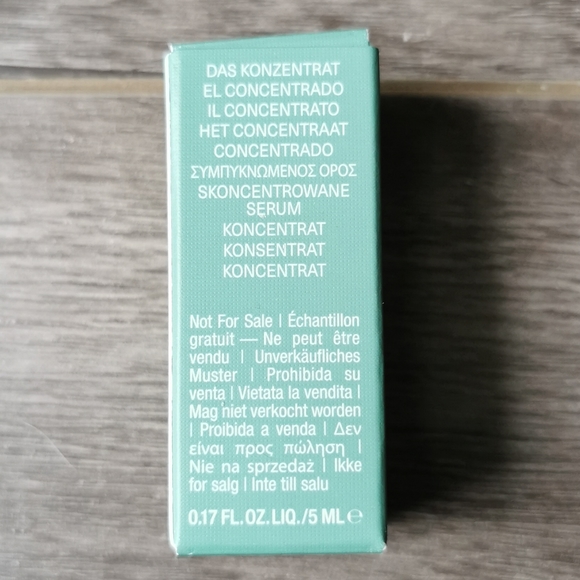 DAS KONZENTRAT
EL CONCENTRADO
IL CONCENTRATO
HET CONCENTRAAT
CONCENTRADO
ΣΥΜΠΥΚΝΩΜΕΝΟΣ ΟΡΟΣ
SKONCENTROWANE
SERUM
KONCENTRAT
KONSENTRAT
KONCENTRAT
Not For Sale | Échantillon
gratuit — Ne peut être
vendu | Unverkäufliches
Muster | Prohibida su
venta | Vietata la vendita |
Mag niet verkocht worden
| Proibida a venda | Δεν
είναι προς πώληση |
Nie na sprzedaż | Ikke
for salg | Inte till salu
0.17 FL.OZ.LIQ./5 ML ℮